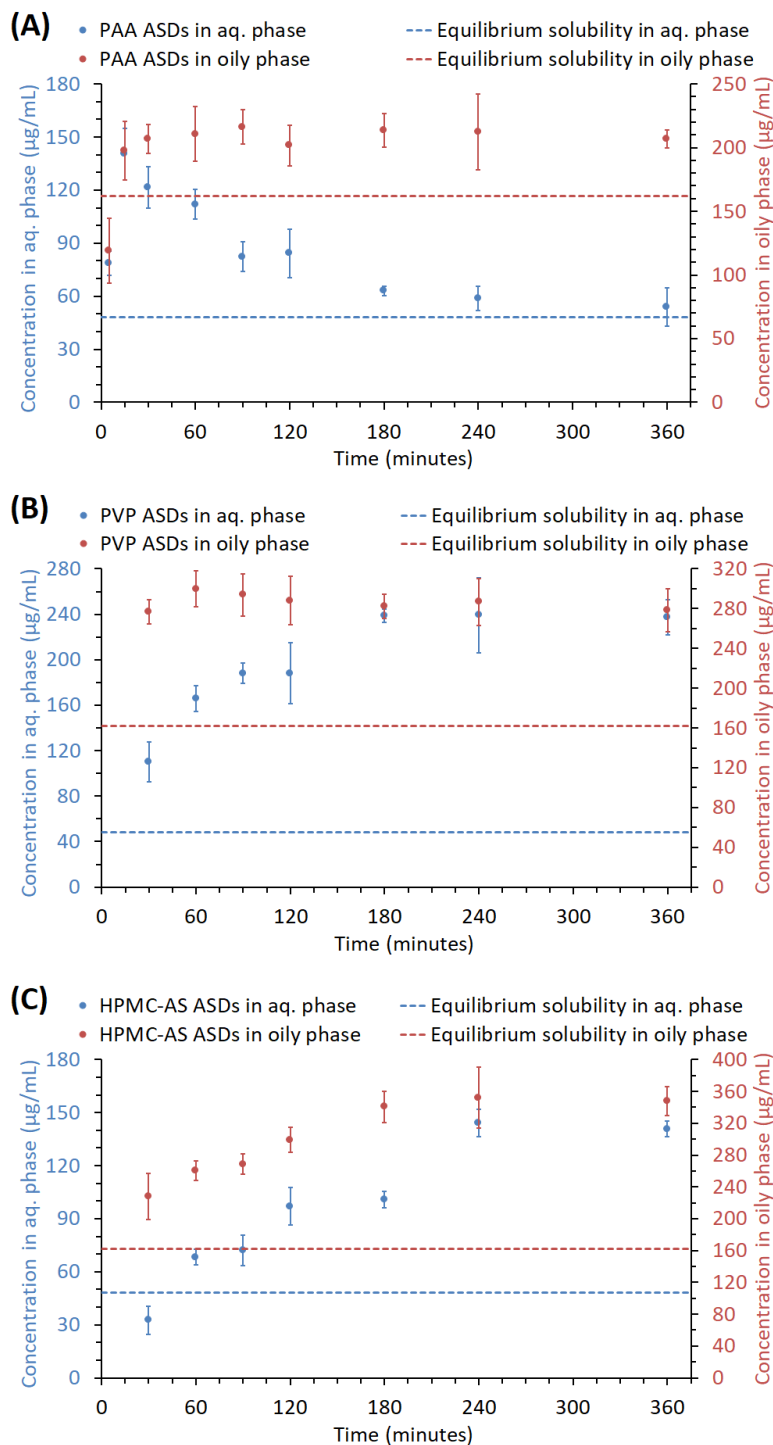 (A)
PAA ASDs in aq. phase Equilibrium solubility in aq. phase
PAA ASDs in oily phase Equilibrium solubility in oily phase
Concentration in aq. phase (µg/mL)
180
150
120
90
60
30
0
250
200
150
100
50
0
Concentration in oily phase (µg/mL)
0 60 120 180 240 300 360
Time (minutes)
(B)
PVP ASDs in aq. phase Equilibrium solubility in aq. phase
PVP ASDs in oily phase Equilibrium solubility in oily phase
Concentration in aq. phase (µg/mL)
280
240
200
160
120
80
40
0
320
280
240
200
160
120
80
40
0
Concentration in oily phase (µg/mL)
0 60 120 180 240 300 360
Time (minutes)
(C)
HPMC-AS ASDs in aq. phase Equilibrium solubility in aq. phase
HPMC-AS ASDs in oily phase Equilibrium solubility in oily phase
Concentration in aq. phase (µg/mL)
180
150
120
90
60
30
0
400
360
320
280
240
200
160
120
80
40
0
Concentration in oily phase (µg/mL)
0 60 120 180 240 300 360
Time (minutes)